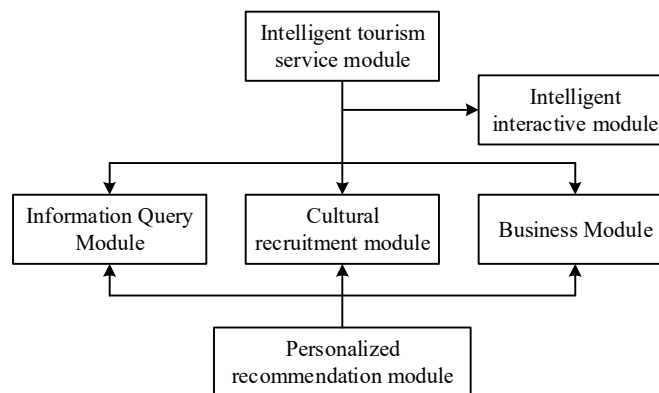 Intelligent tourism
service module
Intelligent
interactive module
Information Query
Module
Cultural
recruitment module
Business Module
Personalized
recommendation module